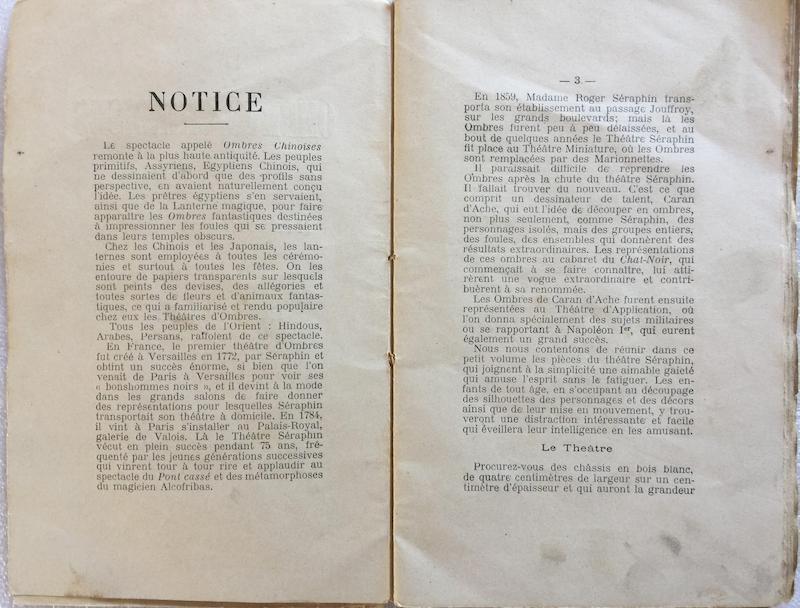 NOTICE
Le spectacle appelé Ombres Chinoises
remonte à la plus haute antiquité. Les peuples
primitifs, Assyriens, Egyptiens Chinois, qui
ne dessinaient d'abord que des profils sans
perspective, en avaient naturellement conçu
l'idée. Les prêtres égyptiens s'en servaient,
ainsi que de la Lanterne magique, pour faire
apparaître les Ombres fantastiques destinées
à impressionner les foules qui se pressaient
dans leurs temples obscurs.
Chez les Chinois et les Japonais, les lan-
ternes sont employées à toutes les cérémo-
nies et surtout à toutes les fêtes. On les
entoure de papiers transparents sur lesquels
sont peints des devises, des allégories et
toutes sortes de fleurs et d'animaux fantas-
tiques, ce qui a familiarisé et rendu populaire
chez eux les Théâtres d'Ombres.
Tous les peuples de l'Orient : Hindous,
Arabes, Persans, raffolent de ce spectacle.
En France, le premier théâtre d'Ombres
fut créé à Versailles en 1772, par Séraphin et
obtint un succès énorme, si bien que l'on
venait de Paris à Versailles pour voir ses
« bonshommes noirs », et il devint à la mode
dans les grands salons de faire donner
des représentations pour lesquelles Séraphin
transportait son théâtre à domicile. En 1784,
il vint à Paris s'installer au Palais-Royal,
galerie de Valois. Là le Théâtre Séraphin
vécut en plein succès pendant 75 ans, fré-
quenté par les jeunes générations successives
qui vinrent tour à tour rire et applaudir au
spectacle du Pont cassé et des métamorphoses
du magicien Alcofribas.
— 3 —
En 1859, Madame Roger Séraphin trans-
porta son établissement au passage Jouffroy,
sur les grands boulevards; mais là les
Ombres furent peu à peu délaissées, et au
bout de quelques années le Théâtre Séraphin
fit place au Théâtre Miniature, où les Ombres
sont remplacées par des Marionnettes.
Il paraissait difficile de reprendre les
Ombres après la chute du théâtre Séraphin.
Il fallait trouver du nouveau. C'est ce que
comprit un dessinateur de talent, Caran
d'Ache, qui eut l'idée de découper en ombres,
non plus seulement, comme Séraphin, des
personages isolés, mais des groupes entiers,
des foules, des ensembles qui donnèrent des
résultats extraordinaires. Les représentations
de ces ombres au cabaret du Chat-Noir, qui
commençait à se faire connaître, lui atti-
rèrent une vogue extraordinaire et contri-
buèrent à sa renommée.
Les Ombres de Caran d'Ache furent ensuite
représentées au Théâtre d'Application, où
l'on donna spécialement des sujets militaires
ou se rapportant à Napoléon Ier, qui eurent
également un grand succès.
Nous nous contentons de réunir dans ce
petit volume les pièces du théâtre Séraphin,
qui joignent à la simplicité une aimable gaieté
qui amuse l'esprit sans le fatiguer. Les en-
fants de tout âge, en s'occupant au découpage
des silhouettes des personages et des décors
ainsi que de leur mise en mouvement, y trou-
veront une distraction intéressante et facile
qui éveillera leur intelligence en les amusant.
Le Théâtre
Procurez-vous des châssis en bois blanc,
de quatre centimètres de largeur sur un cen-
timètre d'épaisseur et qui auront la grandeur